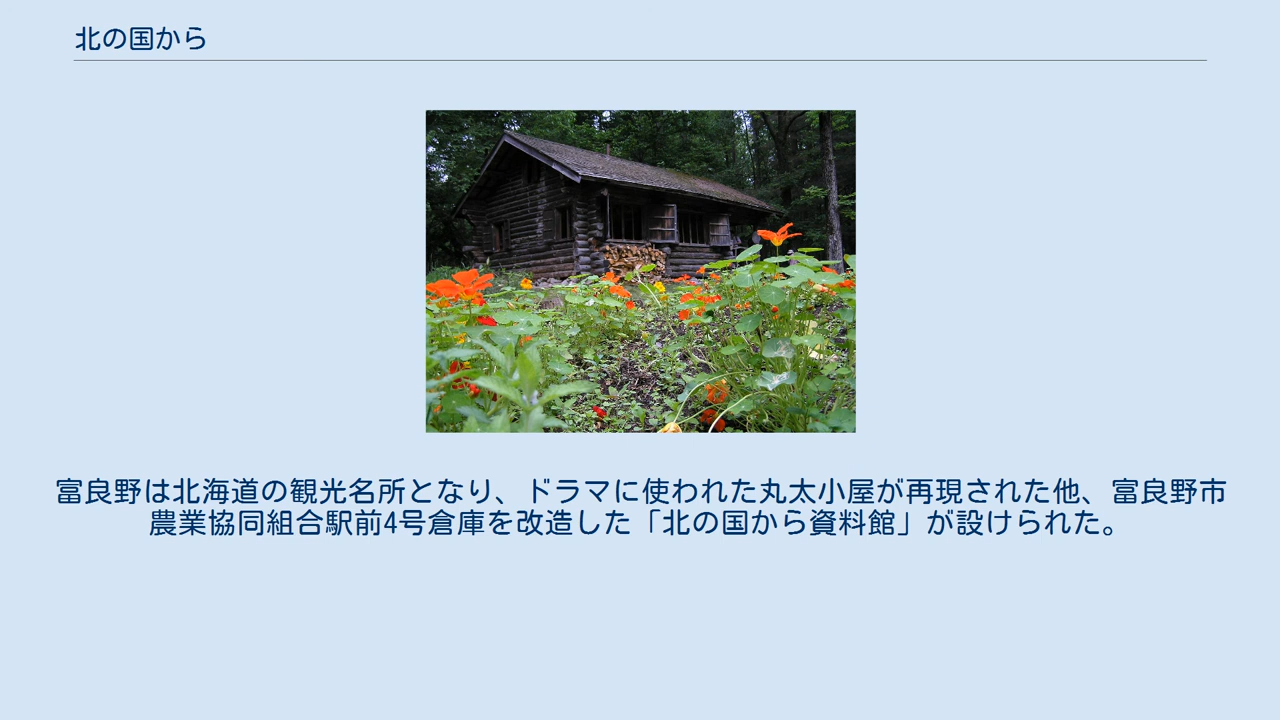 北の国から
富良野は北海道の観光名所となり、ドラマに使われた丸太小屋が再現された他、富良野市
農業協同組合駅前4号倉庫を改造した「北の国から資料館」が設けられた。